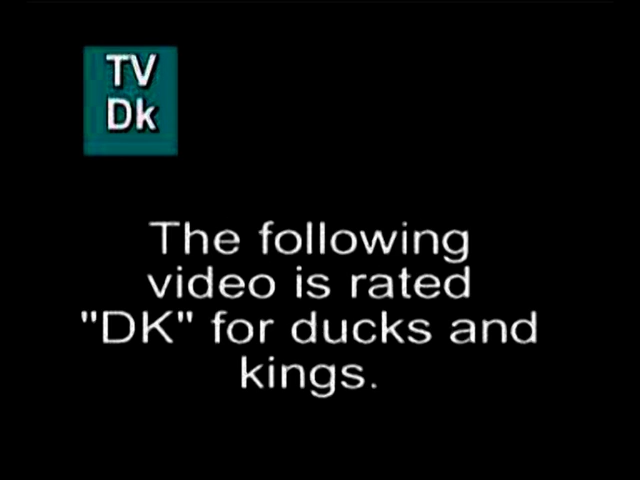 TV
Dk
The following
video is rated
"DK" for ducks and
kings.